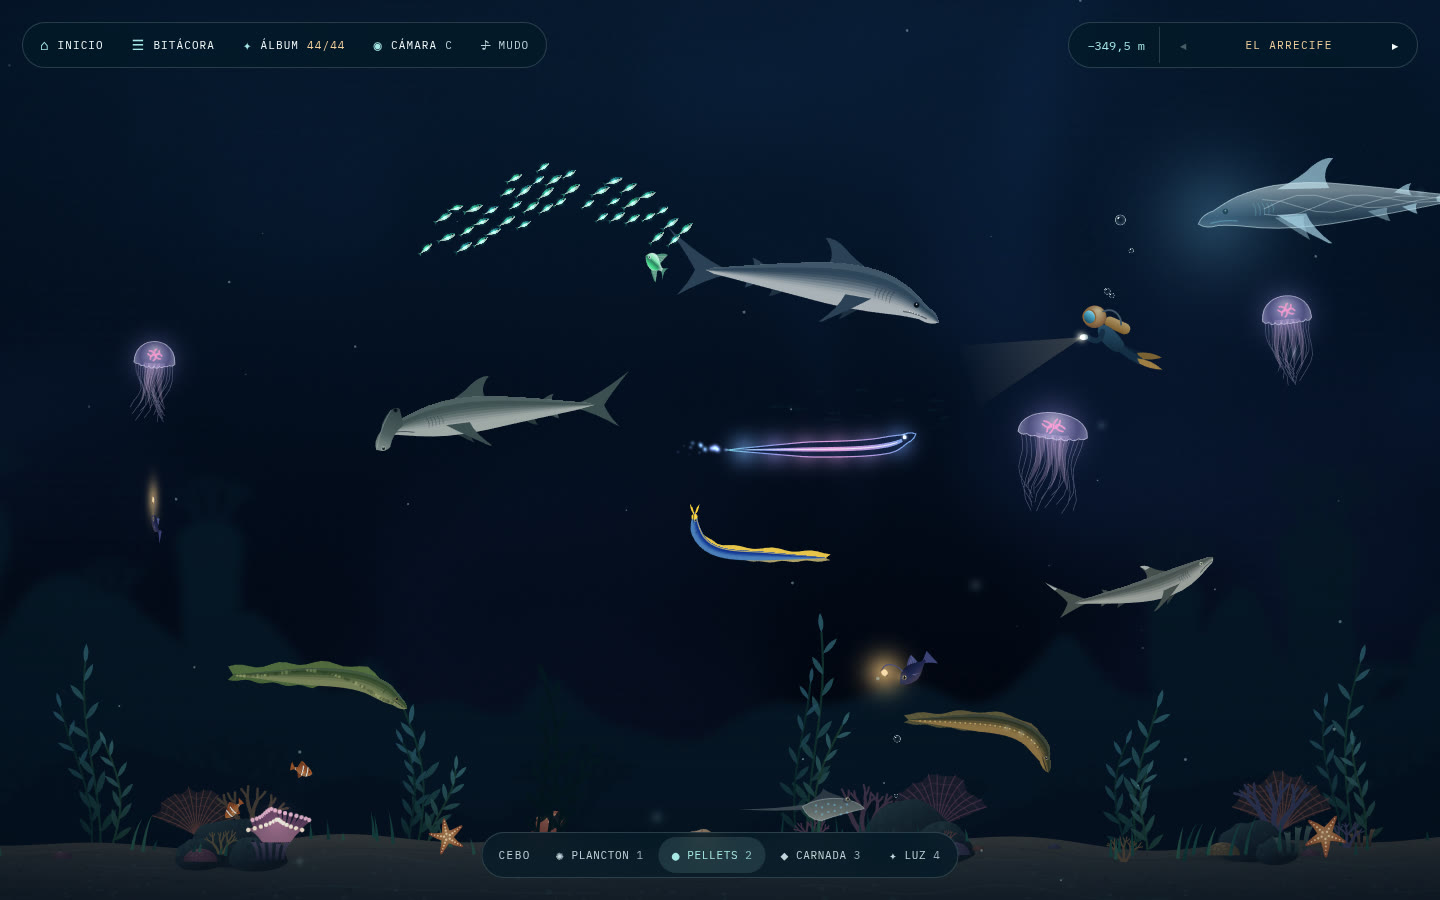 ⌂ INICIO ☰ BITÁCORA ✦ ÁLBUM 44/44 ◉ CÁMARA C MUDO
−349,5 m ◀ EL ARRECIFE ▶
CEBO ✺ PLANCTON 1 ● PELLETS 2 ◆ CARNADA 3 ✦ LUZ 4